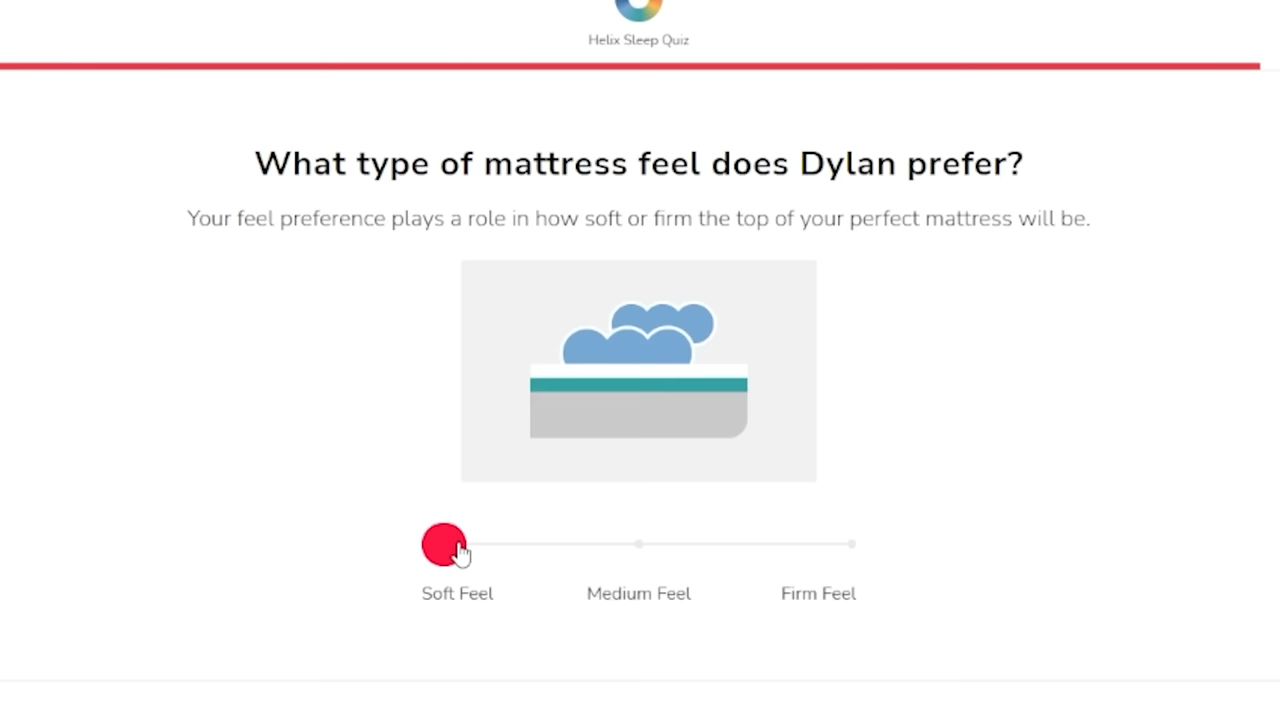 Helix Sleep Quiz
What type of mattress feel does Dylan prefer?
Your feel preference plays a role in how soft or firm the top of your perfect mattress will be.
Soft Feel
Medium Feel
Firm Feel